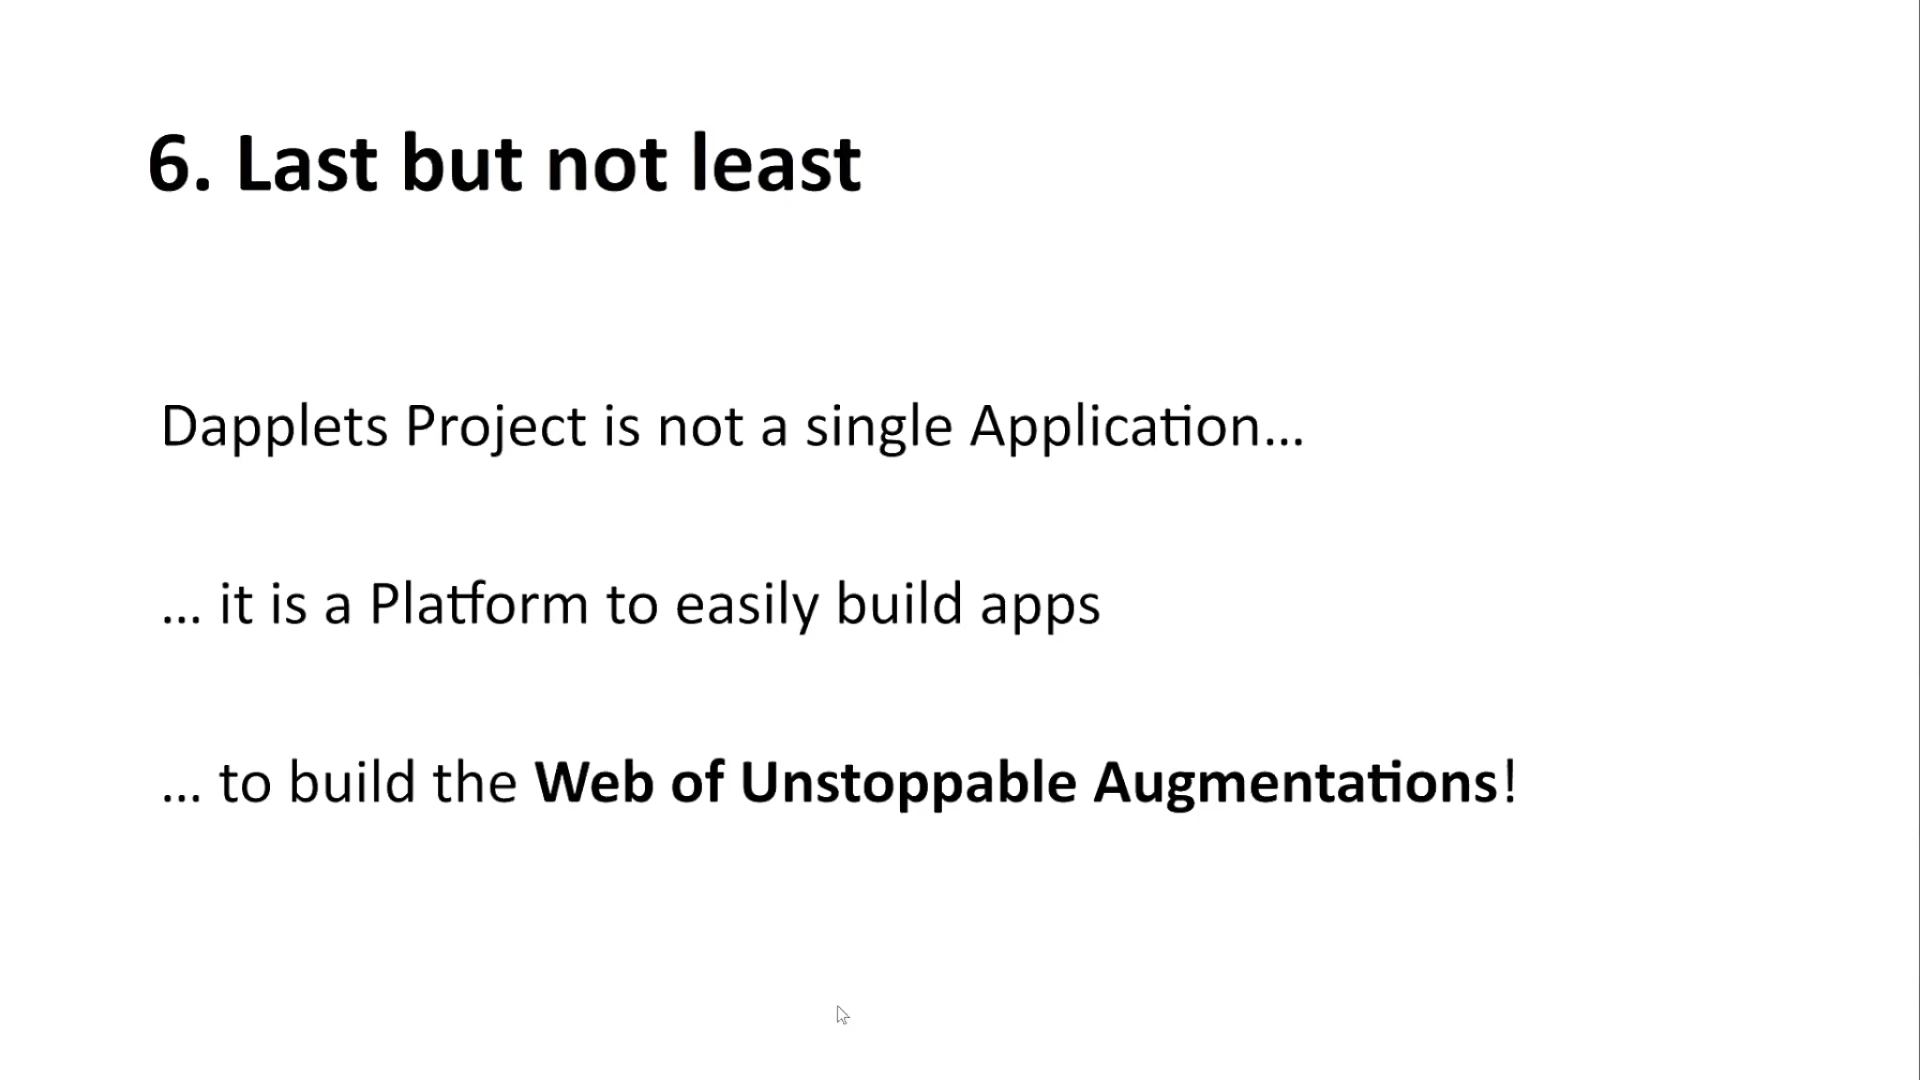 6. Last but not least
Dapplets Project is not a single Application...
... it is a Platform to easily build apps
... to build the Web of Unstoppable Augmentations!